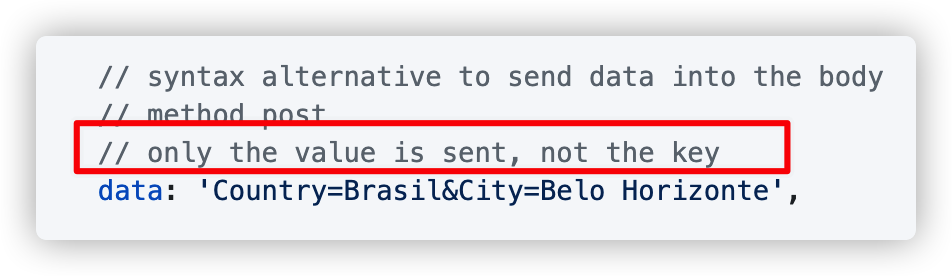 // syntax alternative to send data into the body
// method post
// only the value is sent, not the key
data: 'Country=Brasil&City=Belo Horizonte',